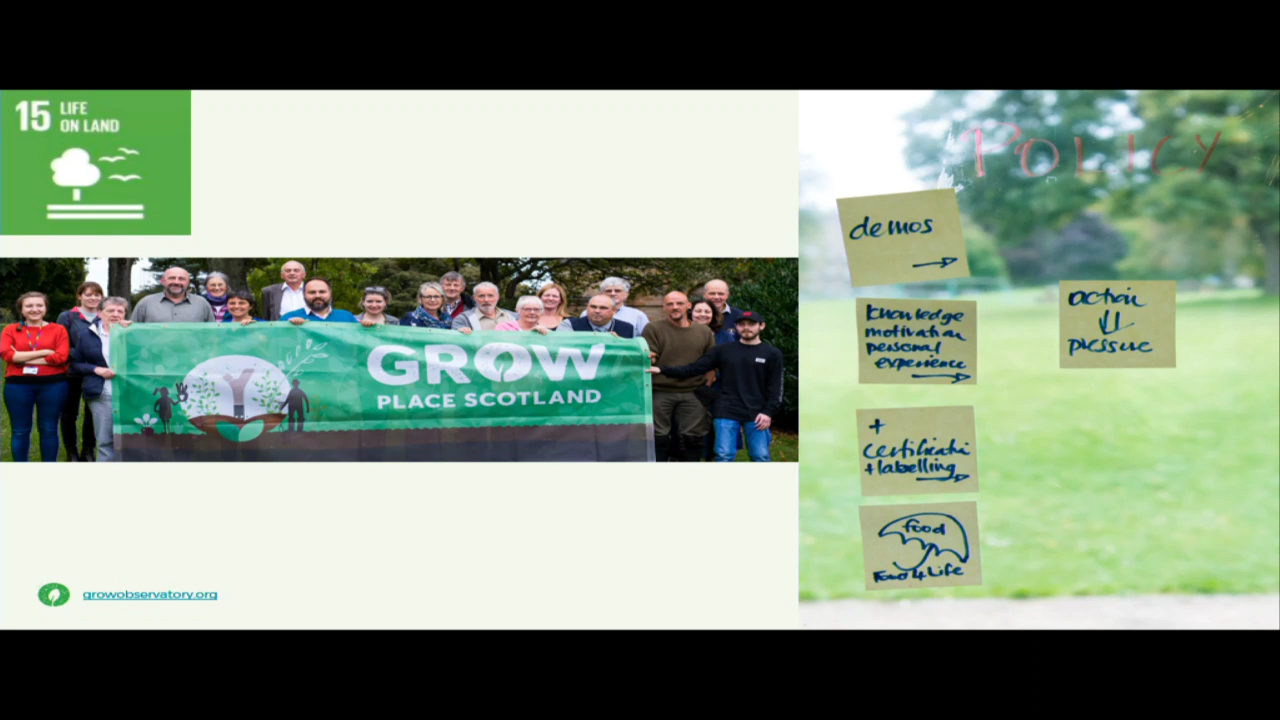 15 LIFE
ON LAND
GROW
PLACE SCOTLAND
growobservatory.org
POLICY
demos
knowledge
motivation
personal
experience
action
pressure
+
certificati
+ labelling
food
Food 4 Life